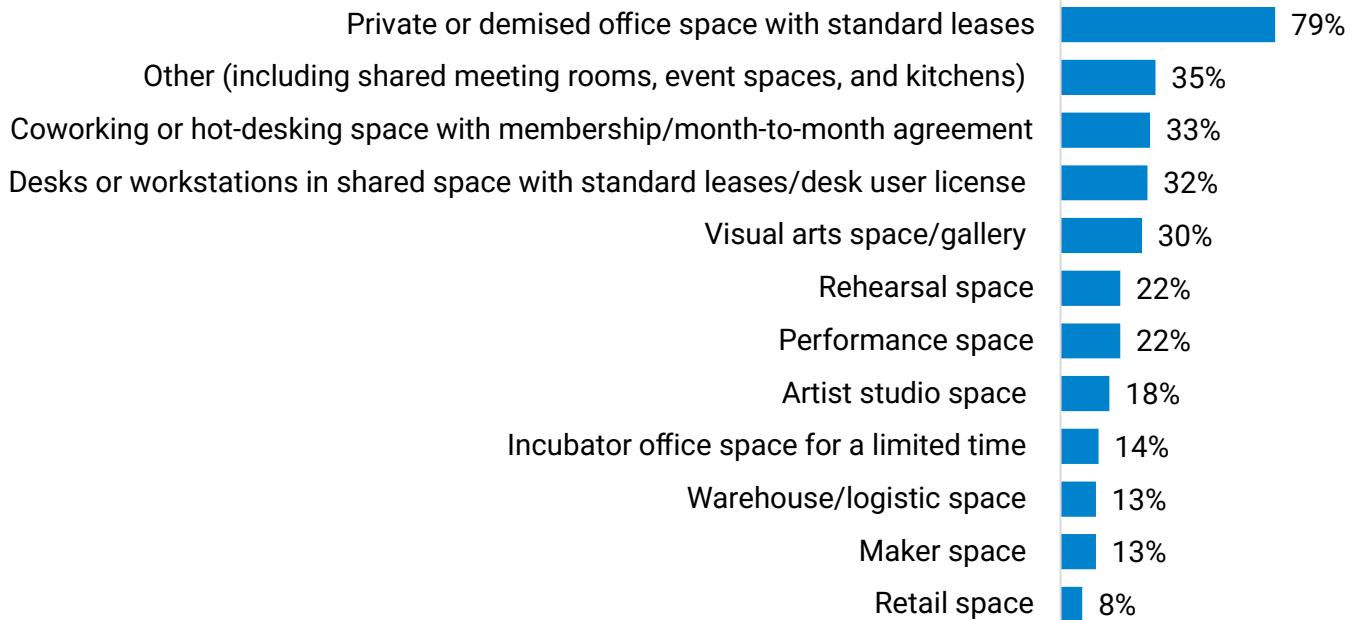 Private or demised office space with standard leases 79%
Other (including shared meeting rooms, event spaces, and kitchens) 35%
Coworking or hot-desking space with membership/month-to-month agreement 33%
Desks or workstations in shared space with standard leases/desk user license 32%
Visual arts space/gallery 30%
Rehearsal space 22%
Performance space 22%
Artist studio space 18%
Incubator office space for a limited time 14%
Warehouse/logistic space 13%
Maker space 13%
Retail space 8%